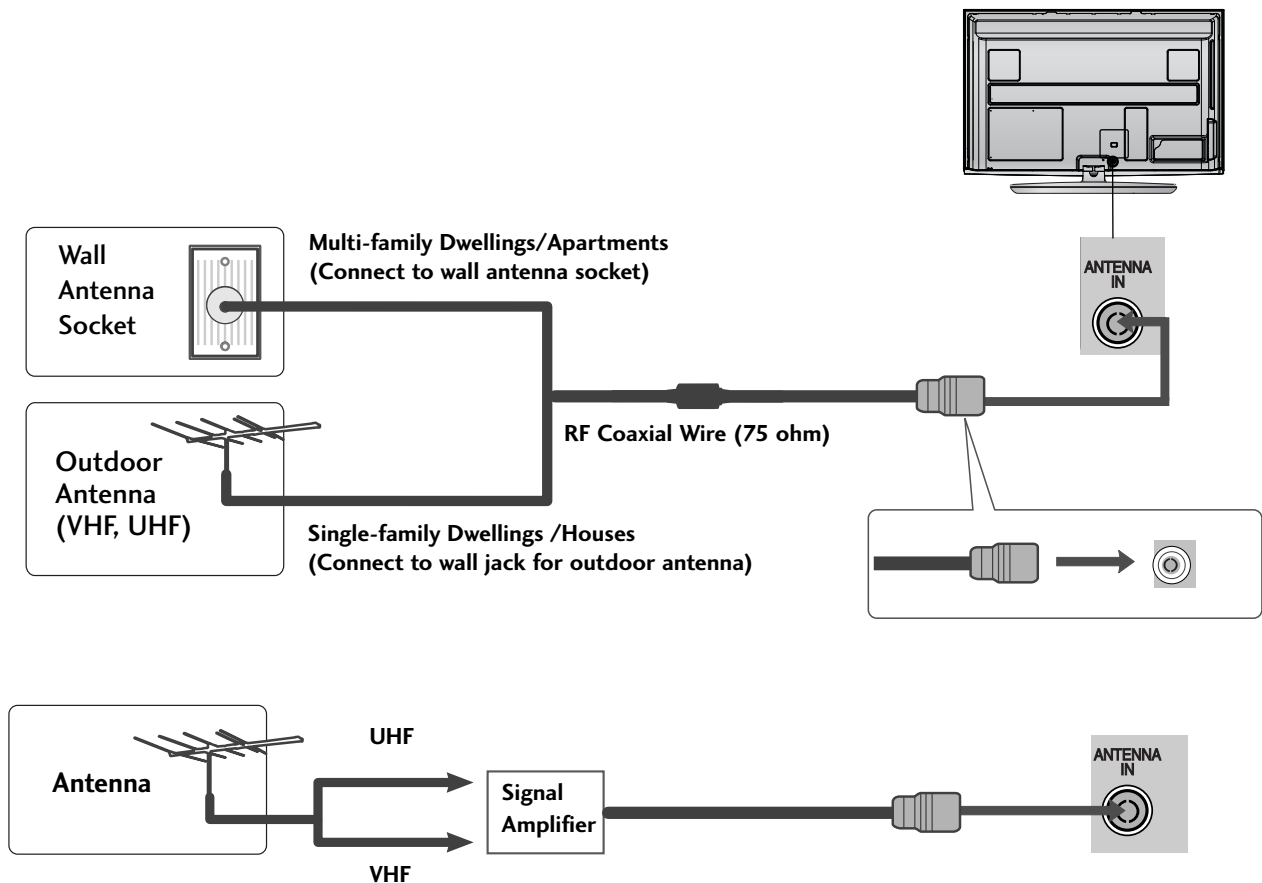 Wall
Antenna
Socket
Multi-family Dwellings/Apartments
(Connect to wall antenna socket)
ANTENNA
IN
RF Coaxial Wire (75 ohm)
Outdoor
Antenna
(VHF, UHF)
Single-family Dwellings /Houses
(Connect to wall jack for outdoor antenna)
Antenna
UHF
VHF
Signal
Amplifier
ANTENNA
IN